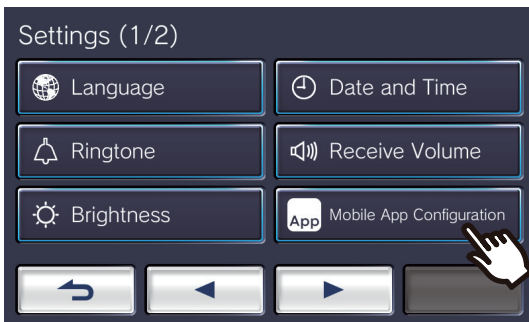 Settings (1/2)
Language
Date and Time
Ringtone
Receive Volume
Brightness
App Mobile App Configuration